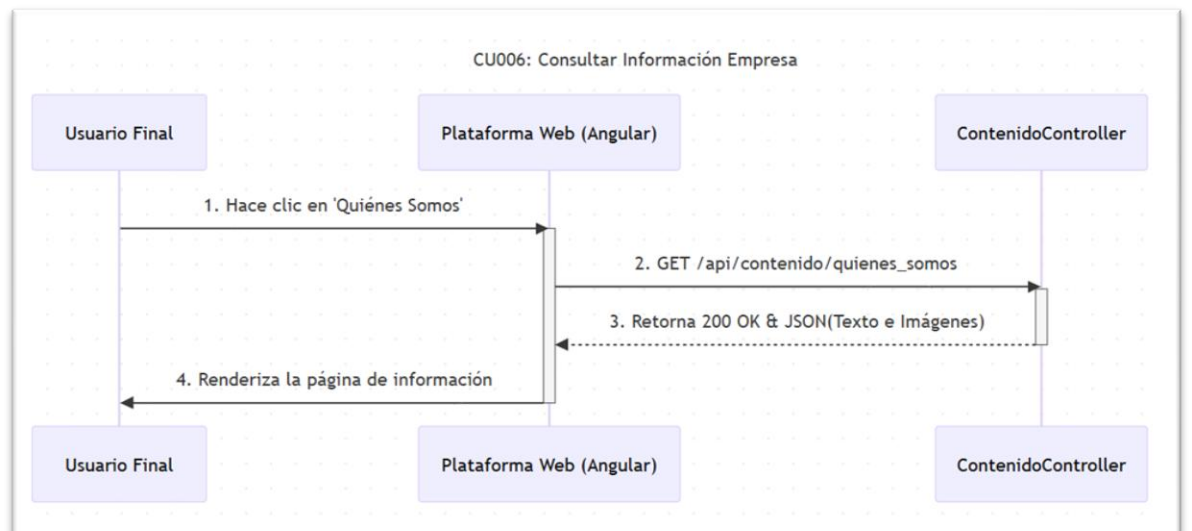 CU006: Consultar Información Empresa
Usuario Final
Plataforma Web (Angular)
ContenidoController
1. Hace clic en 'Quiénes Somos'
2. GET /api/contenido/quienes_somos
3. Retorna 200 OK & JSON(Texto e Imágenes)
4. Renderiza la página de información
Usuario Final
Plataforma Web (Angular)
ContenidoController